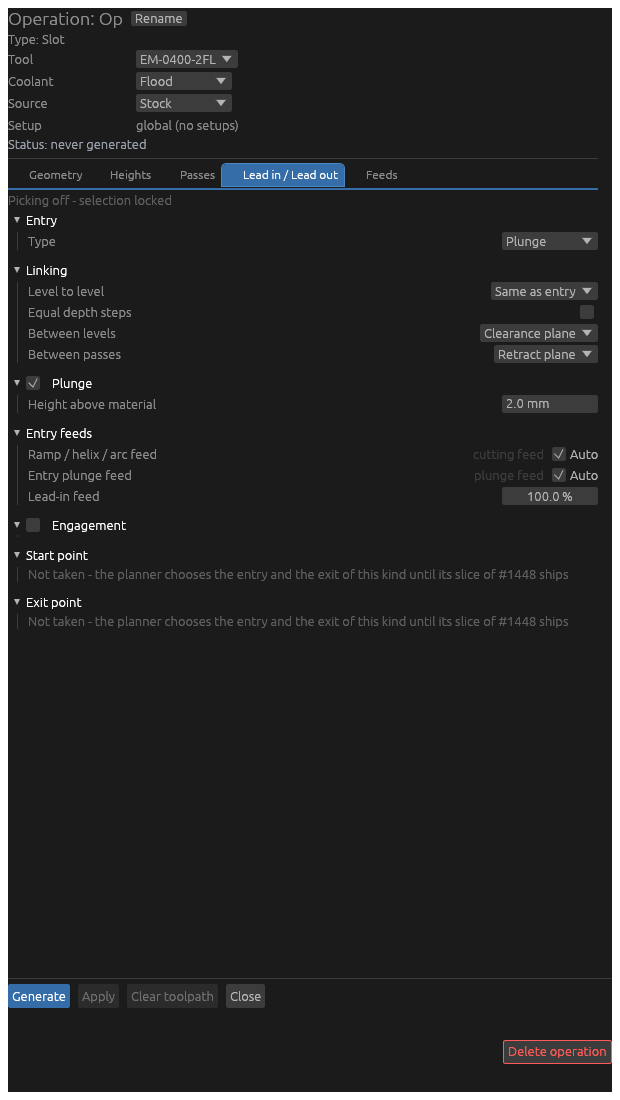 Operation: Op Rename
Type: Slot
Tool EM-0400-2FL
Coolant Flood
Source Stock
Setup global (no setups)
Status: never generated
Geometry Heights Passes Lead in / Lead out Feeds
Picking off - selection locked
Entry
Type Plunge
Linking
Level to level Same as entry
Equal depth steps
Between levels Clearance plane
Between passes Retract plane
Plunge
Height above material 2.0 mm
Entry feeds
Ramp / helix / arc feed cutting feed Auto
Entry plunge feed plunge feed Auto
Lead-in feed 100.0 %
Engagement
Start point
Not taken - the planner chooses the entry and the exit of this kind until its slice of #1448 ships
Exit point
Not taken - the planner chooses the entry and the exit of this kind until its slice of #1448 ships
Generate Apply Clear toolpath Close
Delete operation